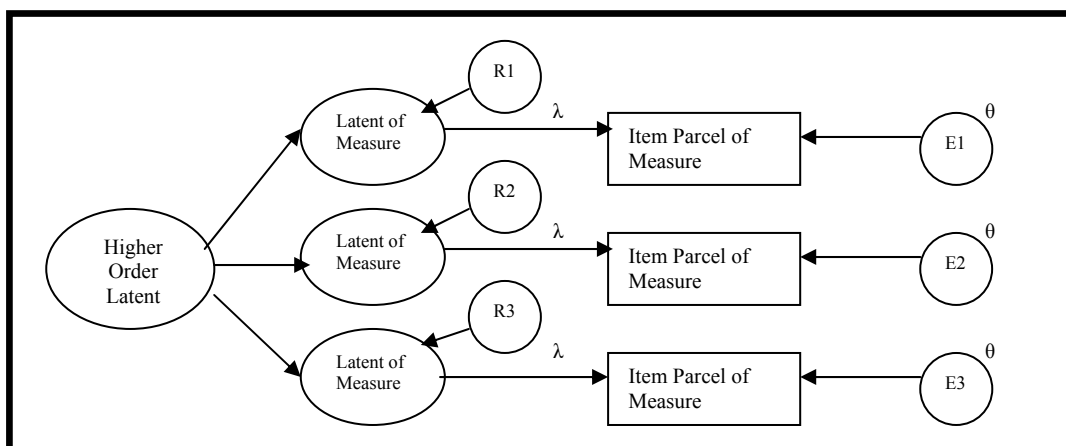 R1
Latent of
Measure
λ
Item Parcel of
Measure
E1
θ
R2
Latent of
Measure
λ
Item Parcel of
Measure
E2
θ
Higher
Order
Latent
R3
Latent of
Measure
λ
Item Parcel of
Measure
E3
θ